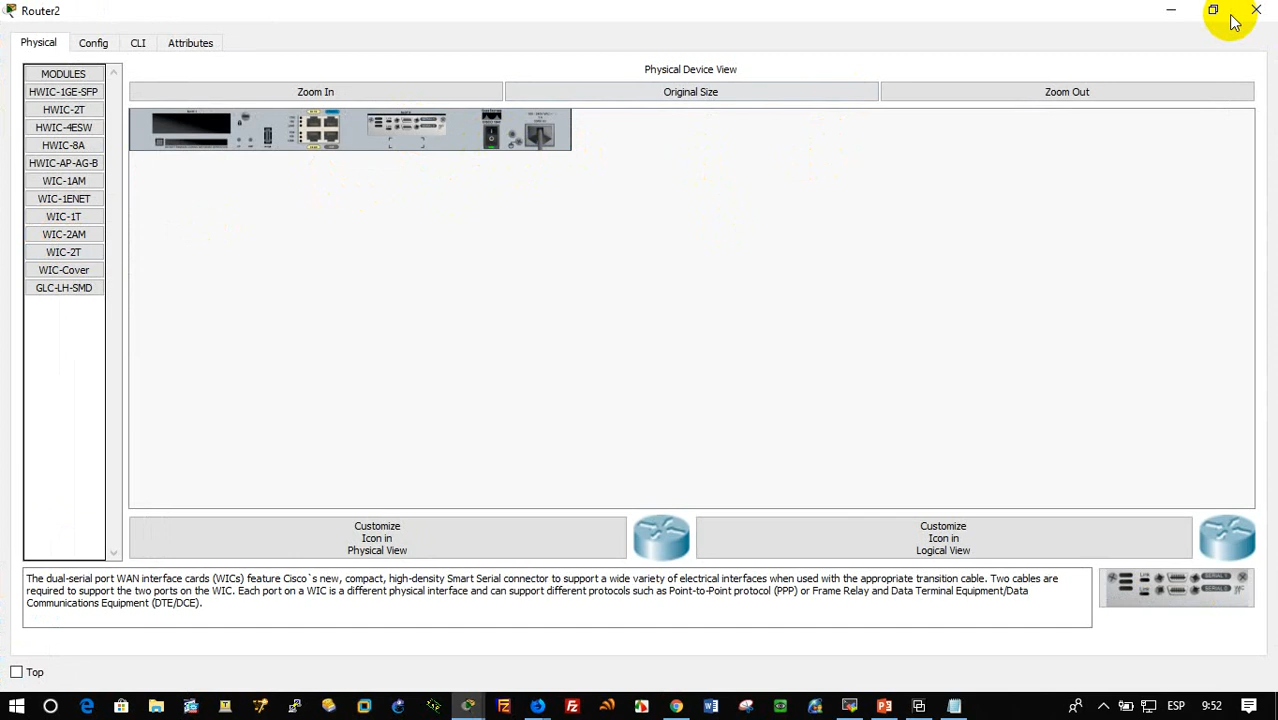 Router2
Physical Config CLI Attributes
MODULES
HWIC-1GE-SFP
HWIC-2T
HWIC-4ESW
HWIC-8A
HWIC-AP-AG-B
WIC-1AM
WIC-1ENET
WIC-1T
WIC-2AM
WIC-2T
WIC-Cover
GLC-LH-SMD
Physical Device View
Zoom In Original Size Zoom Out
Customize
Icon in
Physical View
Customize
Icon in
Logical View
The dual-serial port WAN interface cards (WICs) feature Cisco`s new, compact, high-density Smart Serial connector to support a wide variety of electrical interfaces when used with the appropriate transition cable. Two cables are
required to support the two ports on the WIC. Each port on a WIC is a different physical interface and can support different protocols such as Point-to-Point protocol (PPP) or Frame Relay and Data Terminal Equipment/Data
Communications Equipment (DTE/DCE).
Top
ESP 9:52